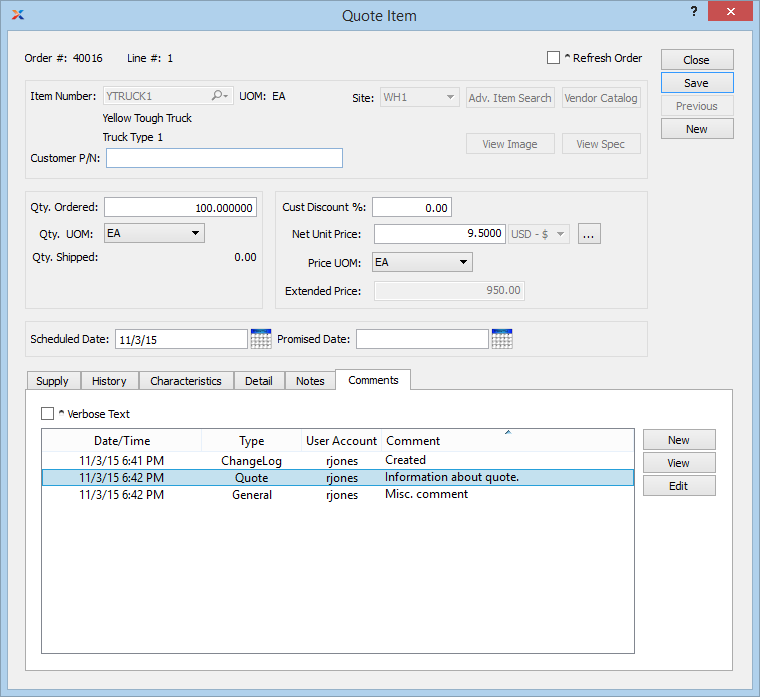 Quote Item
?
Order #: 40016 Line #: 1 ^ Refresh Order Close
Save
Item Number: YTRUCK1 UOM: EA Site: WH1 Adv. Item Search Vendor Catalog Previous
Yellow Tough Truck New
Truck Type 1
View Image View Spec
Customer P/N:
Qty. Ordered: 100.000000 Cust Discount %: 0.00
Qty. UOM: EA Net Unit Price: 9.5000 USD - $ ...
Qty. Shipped: 0.00 Price UOM: EA
Extended Price: 950.00
Scheduled Date: 11/3/15 Promised Date:
Supply History Characteristics Detail Notes Comments
^ Verbose Text
Date/Time Type User Account Comment New
11/3/15 6:41 PM ChangeLog rjones Created View
11/3/15 6:42 PM Quote rjones Information about quote. Edit
11/3/15 6:42 PM General rjones Misc. comment